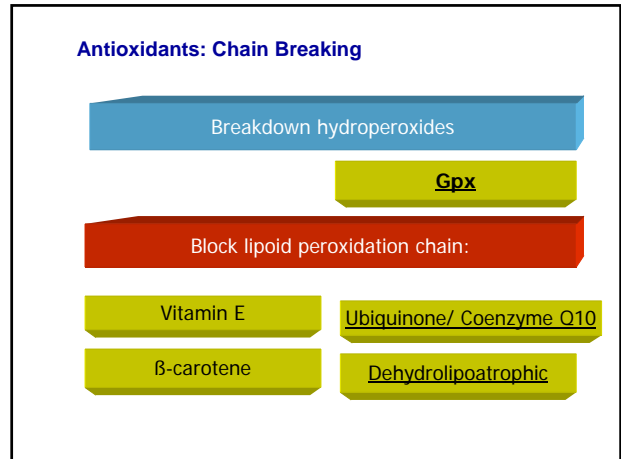 Antioxidants: Chain Breaking
Breakdown hydroperoxides
Gpx
Block lipoid peroxidation chain:
Vitamin E
Ubiquinone/ Coenzyme Q10
ß-carotene
Dehydrolipoatrophic